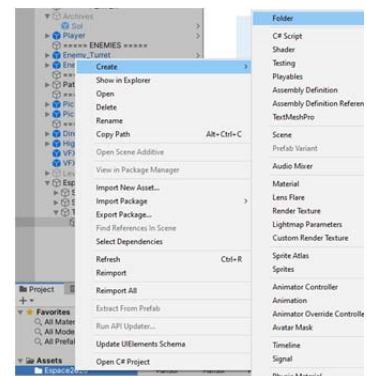 Archives
Sol
Player
===== ENEMIES =====
Enemy_Turret
Create
Show in Explorer
Open
Delete
Rename
Copy Path Alt+Ctrl+C
Open Scene Additive
View in Package Manager
Import New Asset...
Import Package
Export Package...
Find References In Scene
Select Dependencies
Refresh Ctrl+R
Reimport
Reimport All
Extract From Prefab
Run API Updater...
Update UIElements Schema
Open C# Project
Folder
C# Script
Shader
Testing
Playables
Assembly Definition
Assembly Definition Referen
TextMeshPro
Scene
Prefab Variant
Audio Mixer
Material
Lens Flare
Render Texture
Lightmap Parameters
Custom Render Texture
Sprite Atlas
Sprites
Animator Controller
Animation
Animator Override Controlle
Avatar Mask
Timeline
Signal
Physic Material
Project
Favorites
All Mater
All Mode
All Prefa
Assets